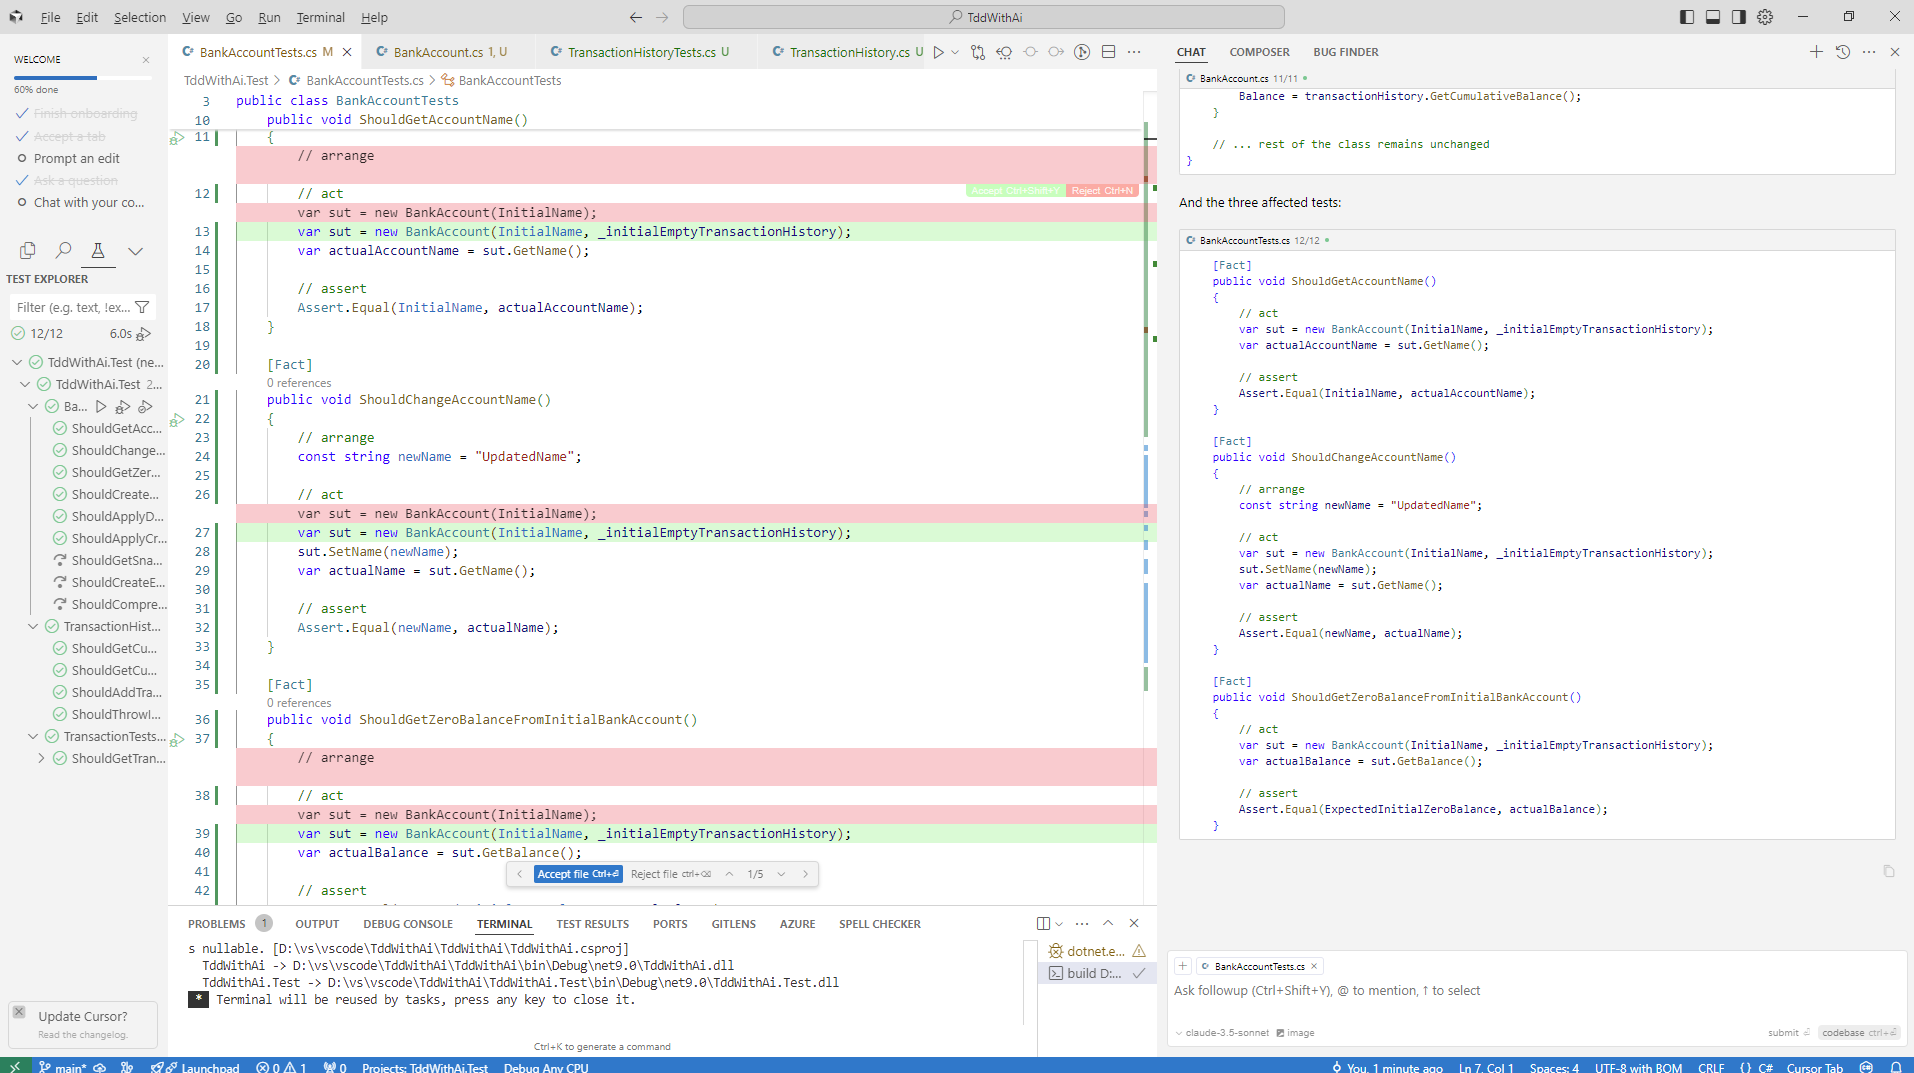 File Edit Selection View Go Run Terminal Help
TddWithAi
WELCOME
60% done
Finish onboarding
Accept a tab
Prompt an edit
Ask a question
Chat with your co...
TEST EXPLORER
Filter (e.g. text, !ex...
12/12 6.0s
TddWithAi.Test (ne...
TddWithAi.Test 2...
Ba...
ShouldGetAcc...
ShouldChange...
ShouldGetZer...
ShouldCreate...
ShouldApplyD...
ShouldApplyCr...
ShouldGetSna...
ShouldCreateE...
ShouldCompre...
TransactionHist...
ShouldGetCu...
ShouldGetCu...
ShouldAddTra...
ShouldThrowI...
TransactionTests...
ShouldGetTran...
Update Cursor?
Read the changelog.
BankAccountTests.cs M BankAccount.cs 1, U TransactionHistoryTests.cs U TransactionHistory.cs U
TddWithAi.Test > BankAccountTests.cs > BankAccountTests
3 public class BankAccountTests
10 public void ShouldGetAccountName()
11 {
// arrange
12 // act
Accept Ctrl+Shift+Y Reject Ctrl+N
var sut = new BankAccount(InitialName);
13 var sut = new BankAccount(InitialName, _initialEmptyTransactionHistory);
14 var actualAccountName = sut.GetName();
15
16 // assert
17 Assert.Equal(InitialName, actualAccountName);
18 }
19
20 [Fact]
0 references
21 public void ShouldChangeAccountName()
22 {
23 // arrange
24 const string newName = "UpdatedName";
25
26 // act
var sut = new BankAccount(InitialName);
27 var sut = new BankAccount(InitialName, _initialEmptyTransactionHistory);
28 sut.SetName(newName);
29 var actualName = sut.GetName();
30
31 // assert
32 Assert.Equal(newName, actualName);
33 }
34
35 [Fact]
0 references
36 public void ShouldGetZeroBalanceFromInitialBankAccount()
37 {
// arrange
38 // act
var sut = new BankAccount(InitialName);
39 var sut = new BankAccount(InitialName, _initialEmptyTransactionHistory);
40 var actualBalance = sut.GetBalance();
41
Accept file Ctrl+⏎ Reject file ctrl+⌫ 1/5
42 // assert
PROBLEMS 1 OUTPUT DEBUG CONSOLE TERMINAL TEST RESULTS PORTS GITLENS AZURE SPELL CHECKER
s nullable. [D:\vs\vscode\TddWithAi\TddWithAi\TddWithAi.csproj]
TddWithAi -> D:\vs\vscode\TddWithAi\TddWithAi\bin\Debug\net9.0\TddWithAi.dll
TddWithAi.Test -> D:\vs\vscode\TddWithAi\TddWithAi.Test\bin\Debug\net9.0\TddWithAi.Test.dll
* Terminal will be reused by tasks, press any key to close it.
Ctrl+K to generate a command
dotnet.e...
build D:...
CHAT COMPOSER BUG FINDER
BankAccount.cs 11/11
Balance = transactionHistory.GetCumulativeBalance();
}
// ... rest of the class remains unchanged
}
And the three affected tests:
BankAccountTests.cs 12/12
[Fact]
public void ShouldGetAccountName()
{
// act
var sut = new BankAccount(InitialName, _initialEmptyTransactionHistory);
var actualAccountName = sut.GetName();
// assert
Assert.Equal(InitialName, actualAccountName);
}
[Fact]
public void ShouldChangeAccountName()
{
// arrange
const string newName = "UpdatedName";
// act
var sut = new BankAccount(InitialName, _initialEmptyTransactionHistory);
sut.SetName(newName);
var actualName = sut.GetName();
// assert
Assert.Equal(newName, actualName);
}
[Fact]
public void ShouldGetZeroBalanceFromInitialBankAccount()
{
// act
var sut = new BankAccount(InitialName, _initialEmptyTransactionHistory);
var actualBalance = sut.GetBalance();
// assert
Assert.Equal(ExpectedInitialZeroBalance, actualBalance);
}
+ BankAccountTests.cs ×
Ask followup (Ctrl+Shift+Y), @ to mention, ↑ to select
claude-3.5-sonnet image submit ⏎ codebase ctrl+⏎
main* Launchpad 0 1 0 Projects: TddWithAi.Test Debug Any CPU You, 1 minute ago Ln 7, Col 1 Spaces: 4 UTF-8 with BOM CRLF {} C# Cursor Tab